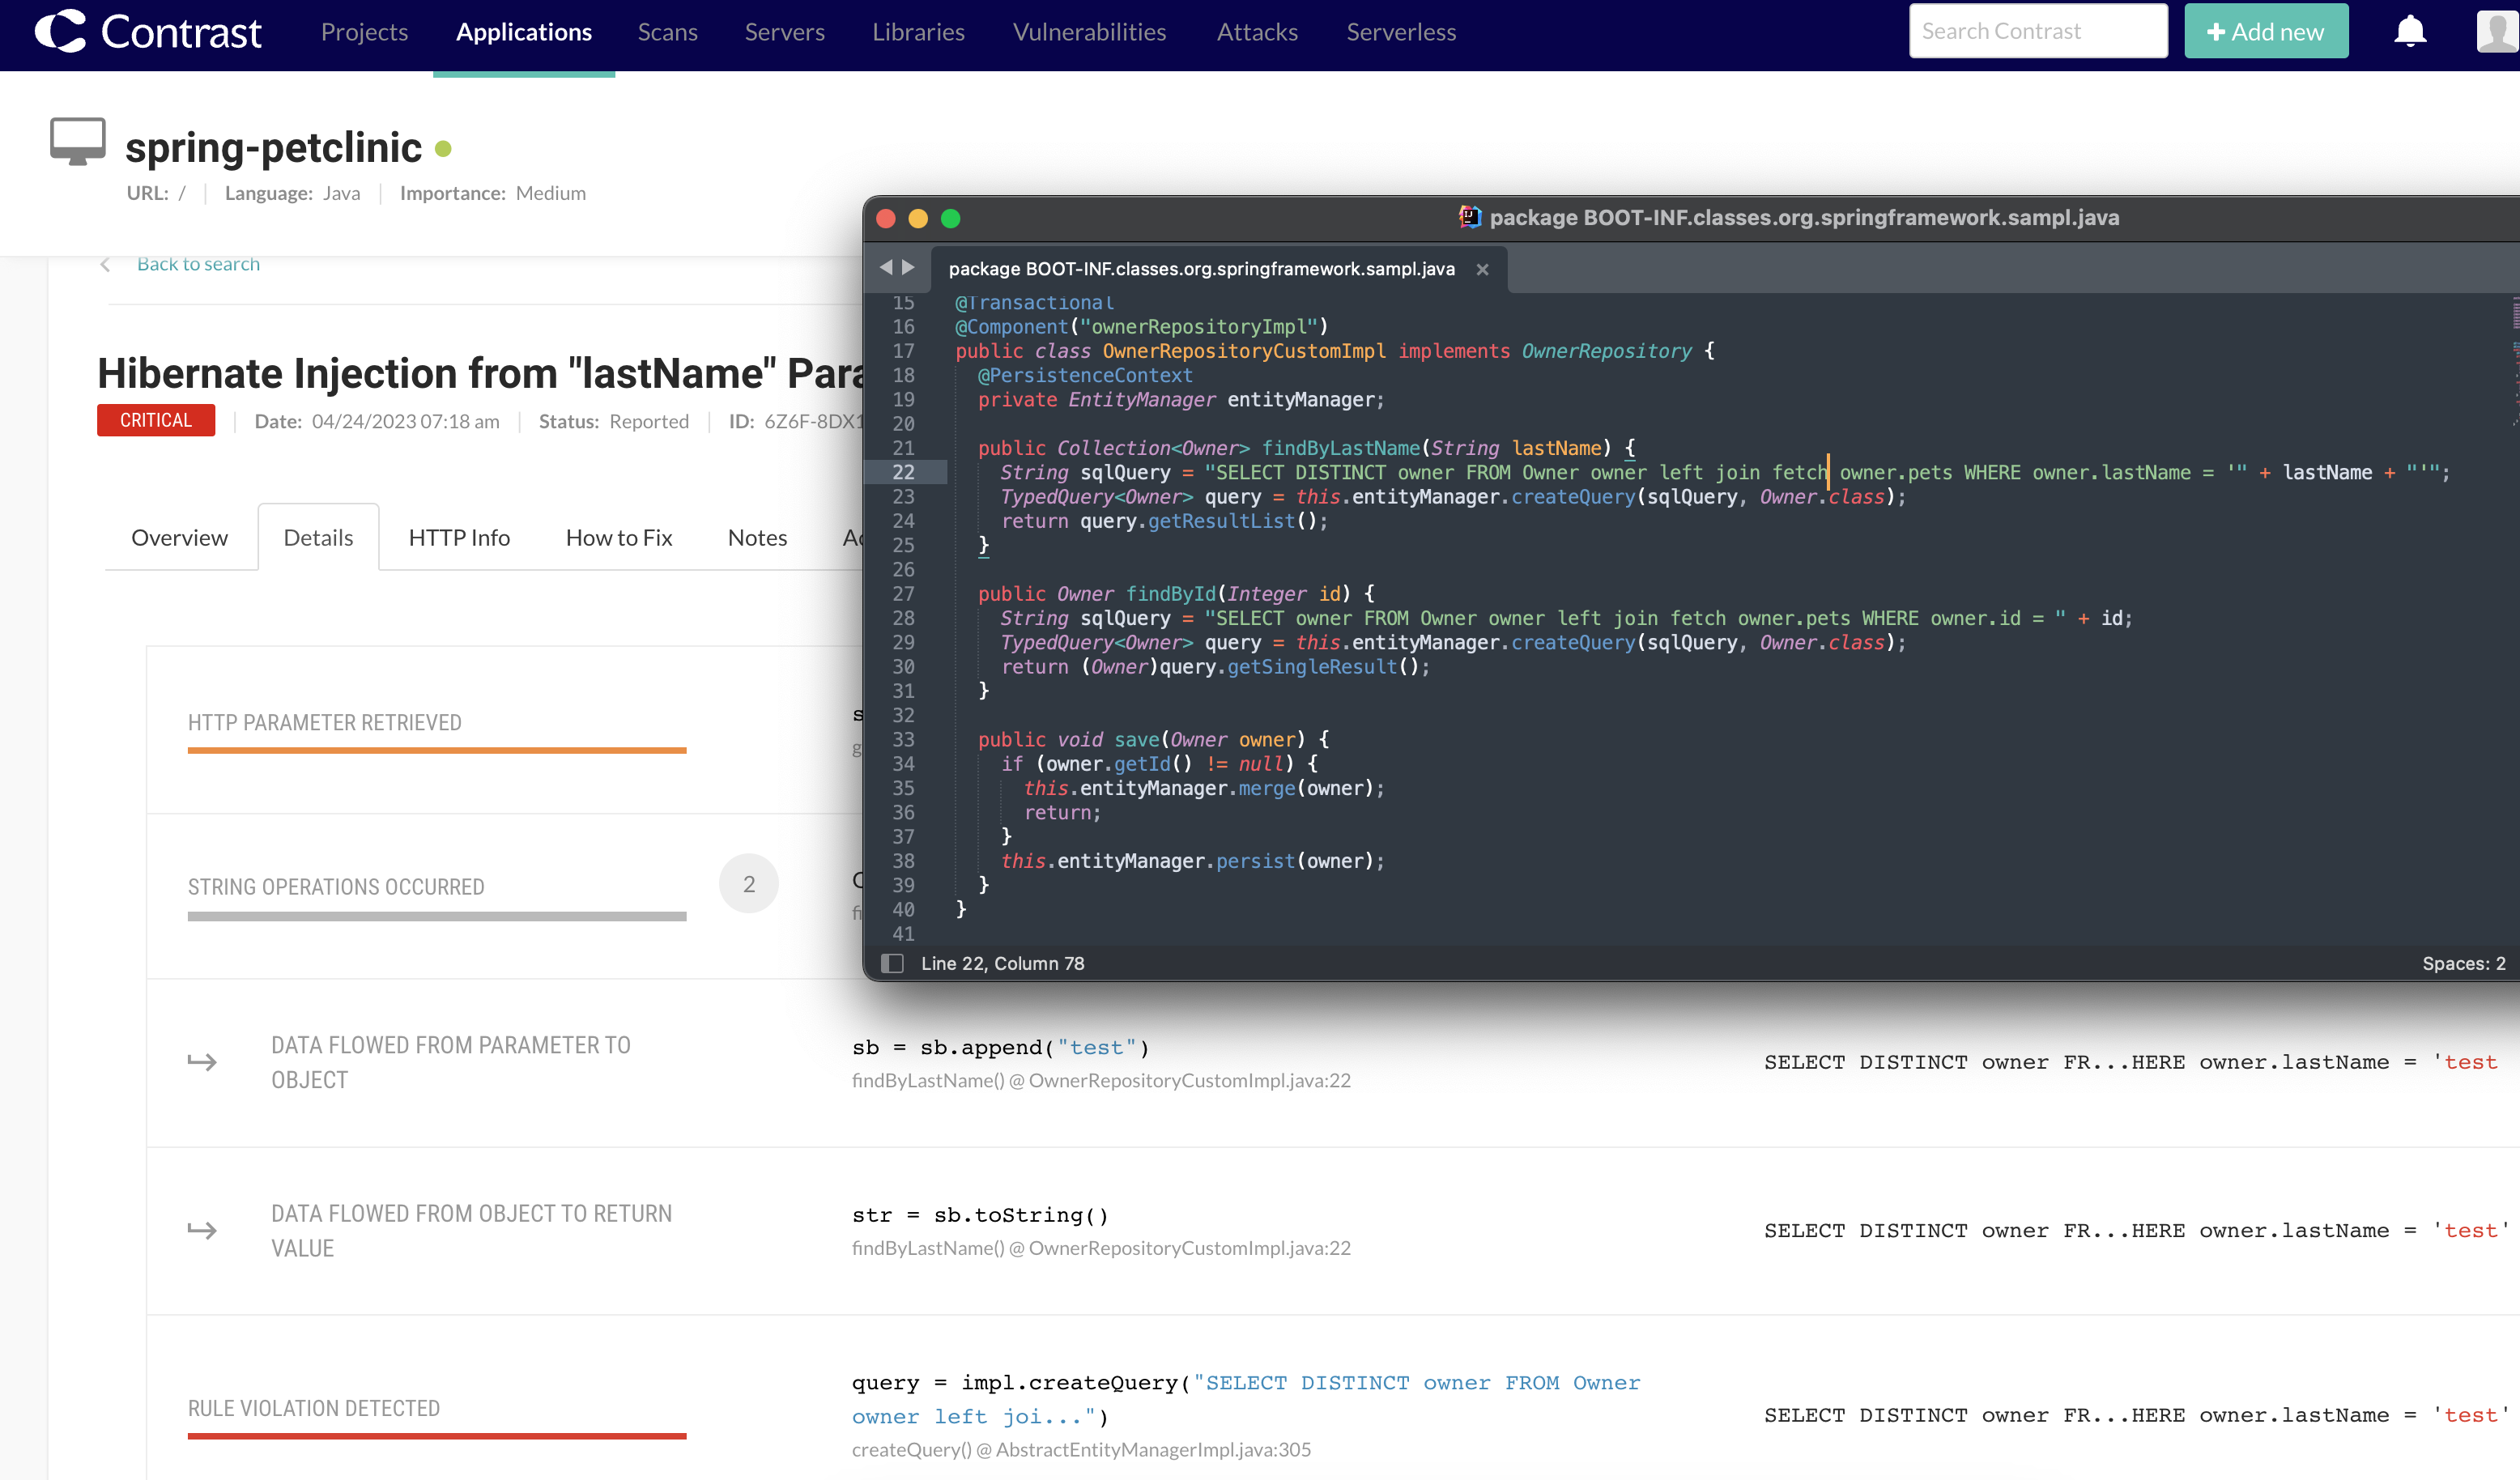 Contrast Projects Applications Scans Servers Libraries Vulnerabilities Attacks Serverless Search Contrast + Add new
spring-petclinic
URL: / Language: Java Importance: Medium
Back to search
Hibernate Injection from "lastName" Para
CRITICAL Date: 04/24/2023 07:18 am Status: Reported ID: 6Z6F-8DX1
Overview Details HTTP Info How to Fix Notes Ac
HTTP PARAMETER RETRIEVED
STRING OPERATIONS OCCURRED 2
DATA FLOWED FROM PARAMETER TO
OBJECT
sb = sb.append("test")
findByLastName() @ OwnerRepositoryCustomImpl.java:22
SELECT DISTINCT owner FR...HERE owner.lastName = 'test
DATA FLOWED FROM OBJECT TO RETURN
VALUE
str = sb.toString()
findByLastName() @ OwnerRepositoryCustomImpl.java:22
SELECT DISTINCT owner FR...HERE owner.lastName = 'test'
RULE VIOLATION DETECTED
query = impl.createQuery("SELECT DISTINCT owner FROM Owner
owner left joi...")
createQuery() @ AbstractEntityManagerImpl.java:305
SELECT DISTINCT owner FR...HERE owner.lastName = 'test'
package BOOT-INF.classes.org.springframework.sampl.java
package BOOT-INF.classes.org.springframework.sampl.java ×
15 @Transactional
16 @Component("ownerRepositoryImpl")
17 public class OwnerRepositoryCustomImpl implements OwnerRepository {
18 @PersistenceContext
19 private EntityManager entityManager;
20
21 public Collection<Owner> findByLastName(String lastName) {
22 String sqlQuery = "SELECT DISTINCT owner FROM Owner owner left join fetch owner.pets WHERE owner.lastName = '" + lastName + "'";
23 TypedQuery<Owner> query = this.entityManager.createQuery(sqlQuery, Owner.class);
24 return query.getResultList();
25 }
26
27 public Owner findById(Integer id) {
28 String sqlQuery = "SELECT owner FROM Owner owner left join fetch owner.pets WHERE owner.id = " + id;
29 TypedQuery<Owner> query = this.entityManager.createQuery(sqlQuery, Owner.class);
30 return (Owner)query.getSingleResult();
31 }
32
33 public void save(Owner owner) {
34 if (owner.getId() != null) {
35 this.entityManager.merge(owner);
36 return;
37 }
38 this.entityManager.persist(owner);
39 }
40 }
41
Line 22, Column 78 Spaces: 2